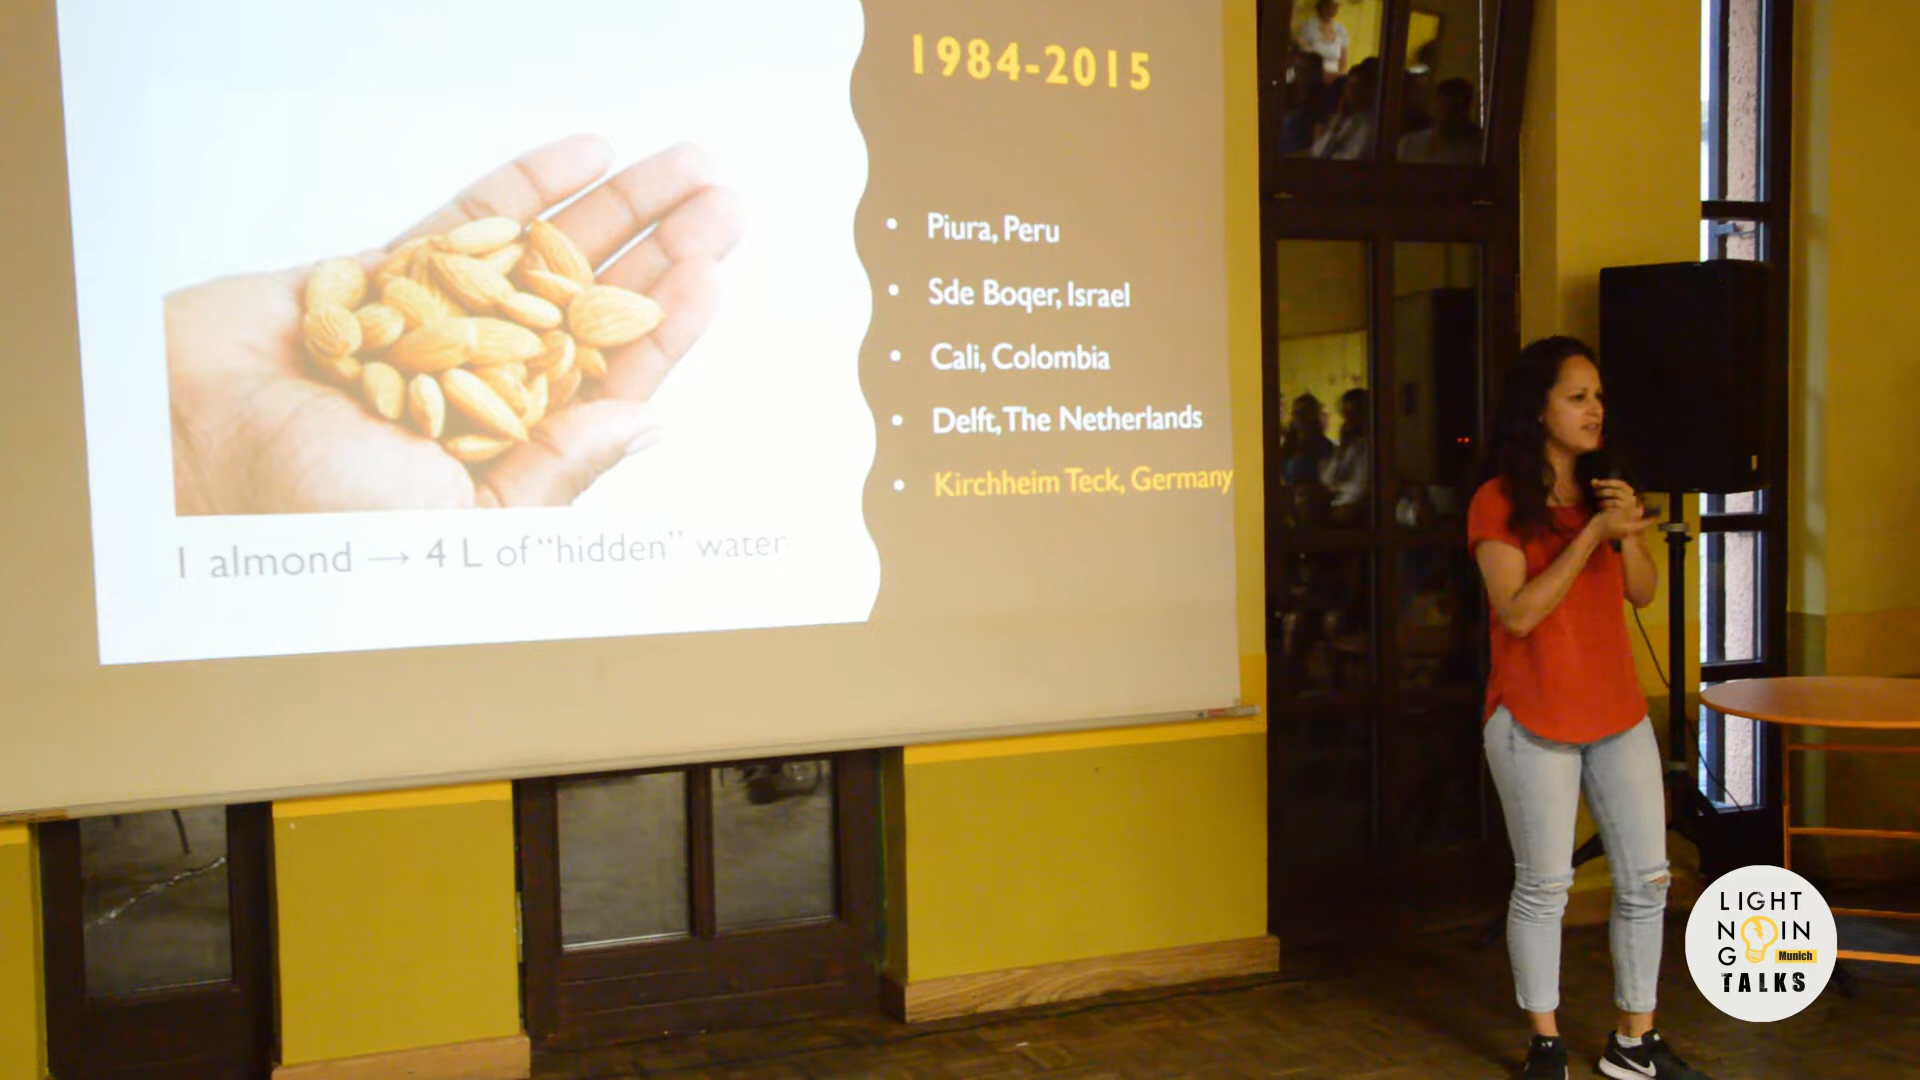 1984-2015
• Piura, Peru
• Sde Boqer, Israel
• Cali, Colombia
• Delft, The Netherlands
• Kirchheim Teck, Germany
1 almond → 4 L of "hidden" water
LIGHT
NING
Munich
TALKS